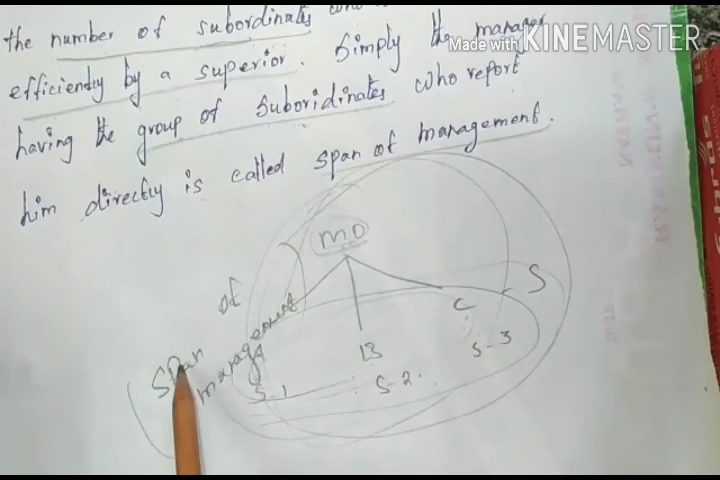 the number of subordinates
efficiently by a superior. Simply the manager
having the group of Suboridinates who report
him directly is called span of management.
Made with KINEMASTER
MD
Span of management
A
B
C
S
S-1
S-2.
S-3